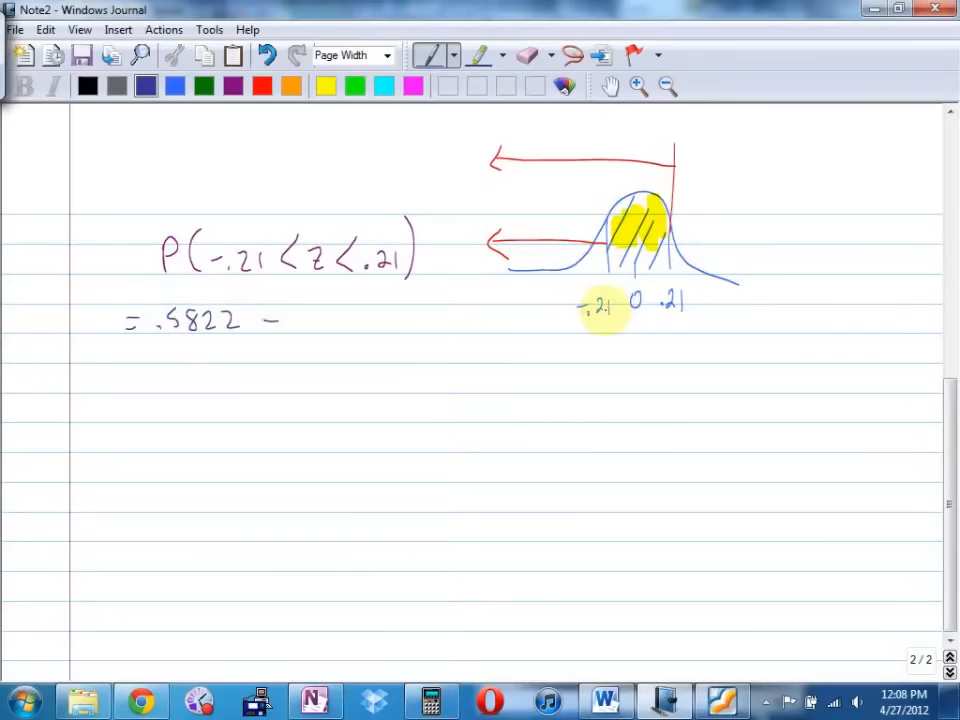 Note2 - Windows Journal
File Edit View Insert Actions Tools Help
Page Width
B I
P(-.21 < z < .21)
-.21 0 .21
= .5822 -
2 / 2
N W
12:08 PM
4/27/2012